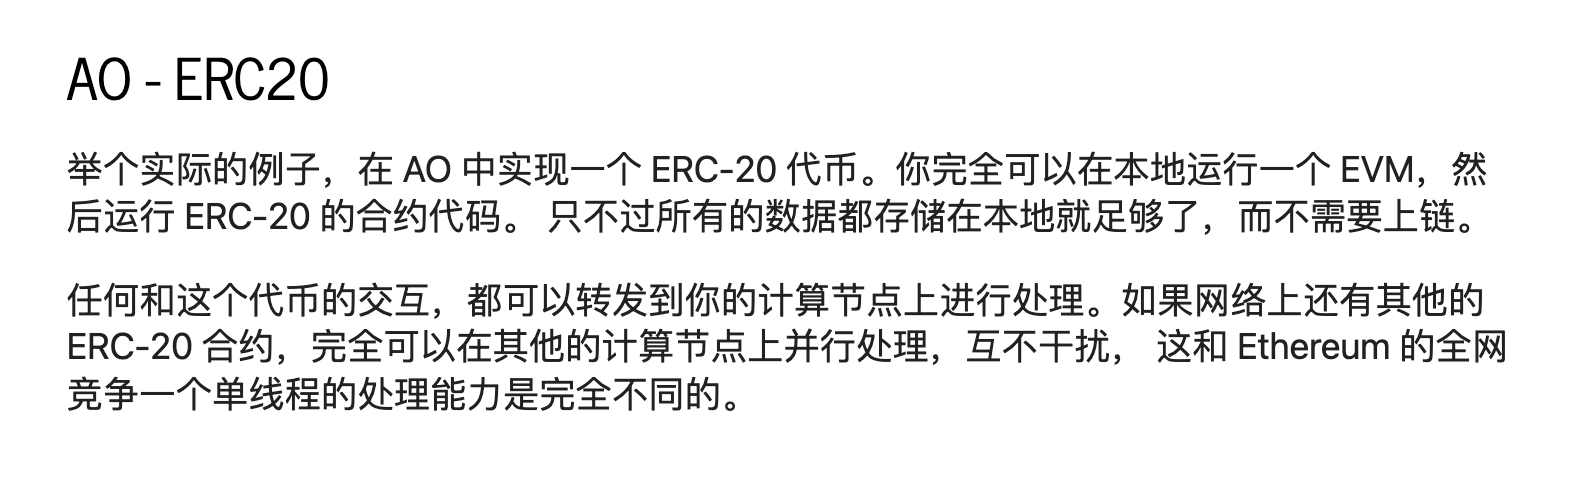 AO - ERC20
举个实际的例子，在 AO 中实现一个 ERC-20 代币。你完全可以在本地运行一个 EVM，然
后运行 ERC-20 的合约代码。 只不过所有的数据都存储在本地就足够了，而不需要上链。
任何和这个代币的交互，都可以转发到你的计算节点上进行处理。如果网络上还有其他的
ERC-20 合约，完全可以在其他的计算节点上并行处理，互不干扰， 这和 Ethereum 的全网
竞争一个单线程的处理能力是完全不同的。